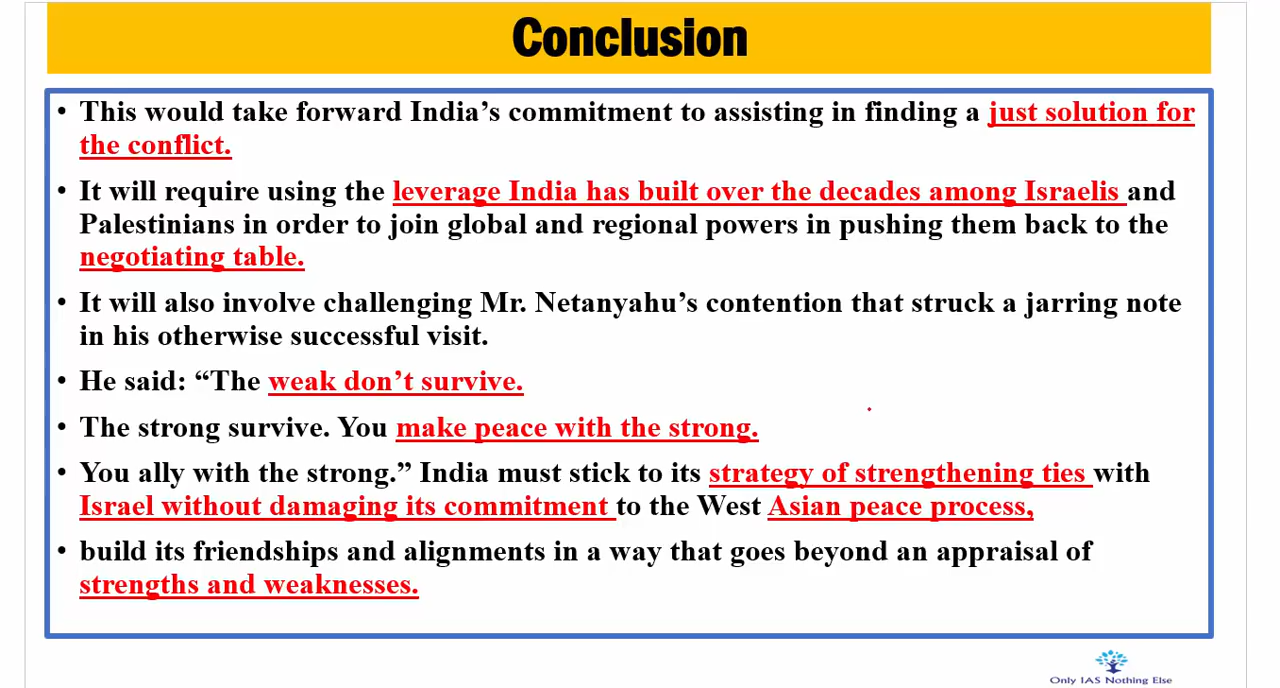 Conclusion
• This would take forward India’s commitment to assisting in finding a just solution for
the conflict.
• It will require using the leverage India has built over the decades among Israelis and
Palestinians in order to join global and regional powers in pushing them back to the
negotiating table.
• It will also involve challenging Mr. Netanyahu’s contention that struck a jarring note
in his otherwise successful visit.
• He said: “The weak don’t survive.
• The strong survive. You make peace with the strong.
• You ally with the strong.” India must stick to its strategy of strengthening ties with
Israel without damaging its commitment to the West Asian peace process,
• build its friendships and alignments in a way that goes beyond an appraisal of
strengths and weaknesses.
Only IAS Nothing Else